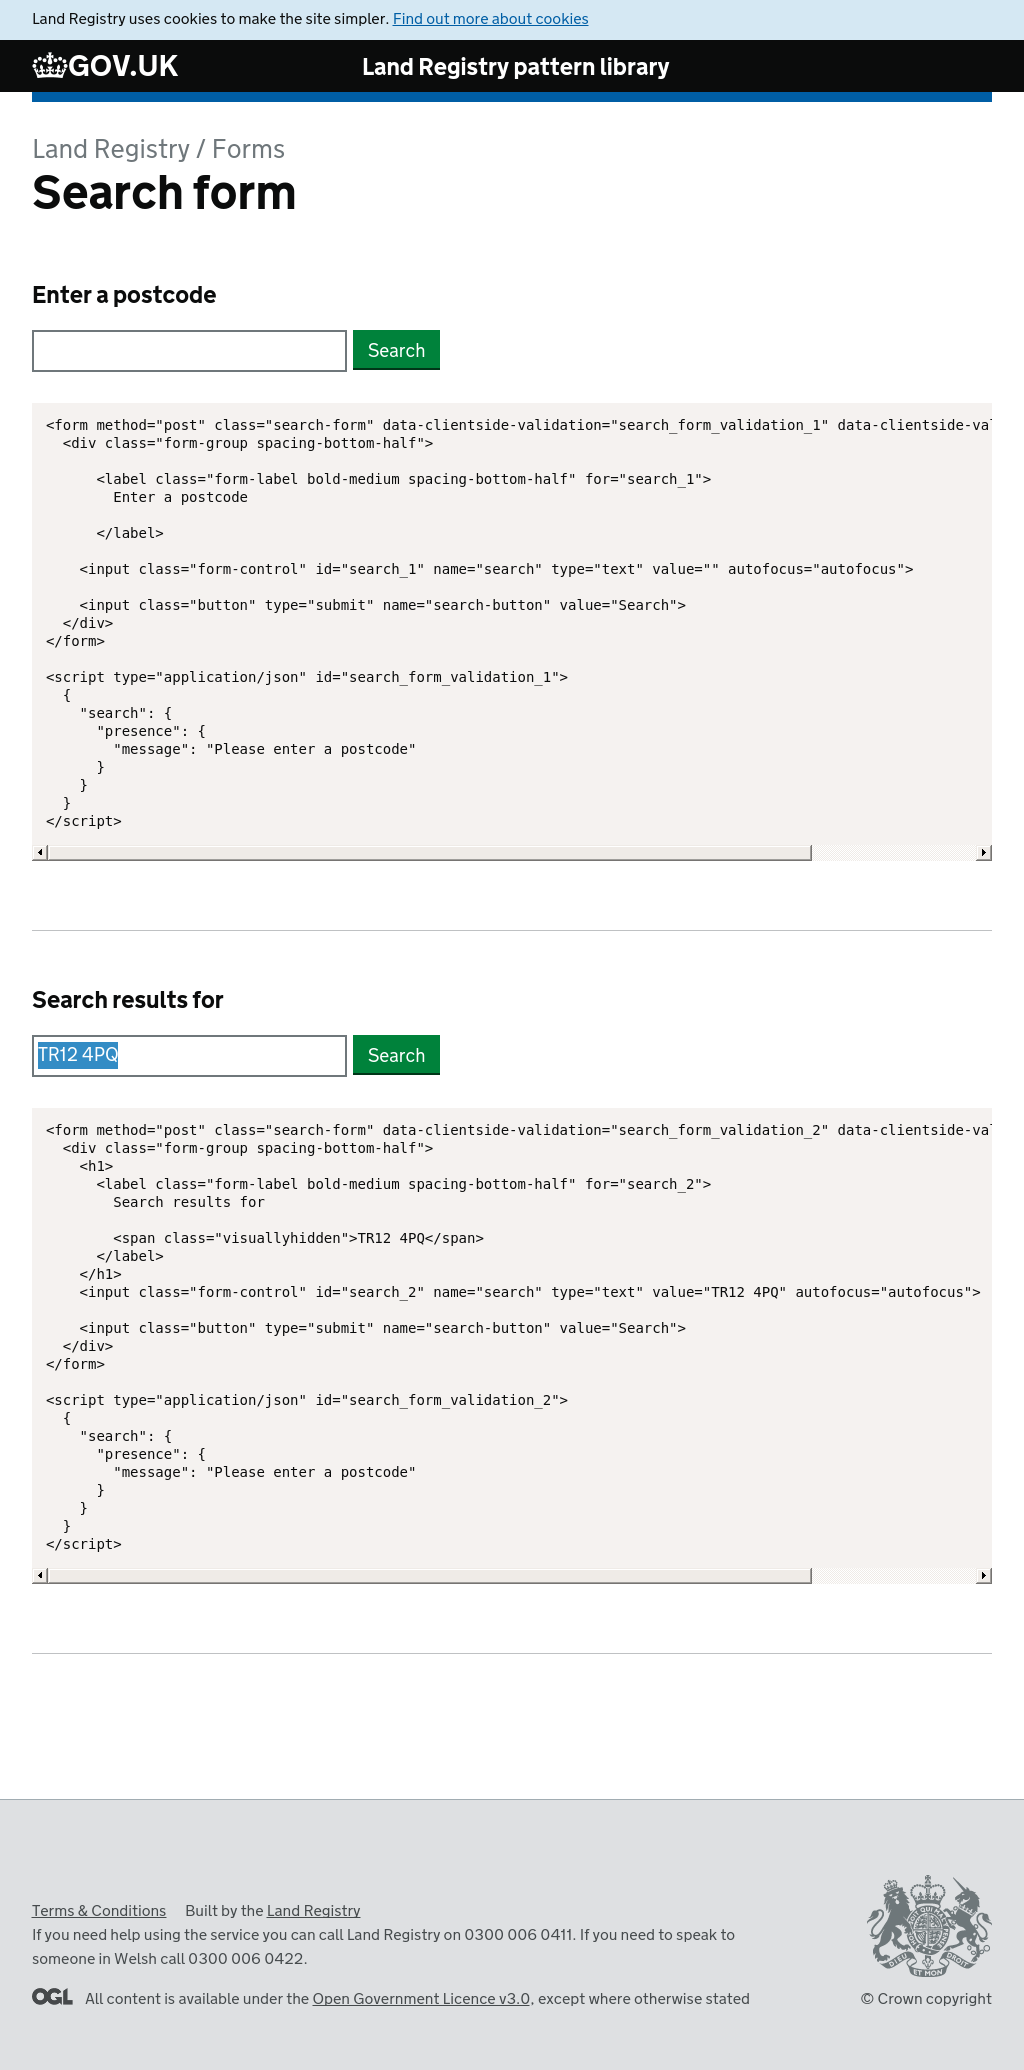 Land Registry uses cookies to make the site simpler. Find out more about cookies
GOV.UK
Land Registry pattern library
Land Registry / Forms
Search form
Enter a postcode
Search
<form method="post" class="search-form" data-clientside-validation="search_form_validation_1" data-clientside-val
  <div class="form-group spacing-bottom-half">
      <label class="form-label bold-medium spacing-bottom-half" for="search_1">
        Enter a postcode
      </label>
    <input class="form-control" id="search_1" name="search" type="text" value="" autofocus="autofocus">
    <input class="button" type="submit" name="search-button" value="Search">
  </div>
</form>
<script type="application/json" id="search_form_validation_1">
  {
    "search": {
      "presence": {
        "message": "Please enter a postcode"
      }
    }
  }
</script>
Search results for
TR12 4PQ
Search
<form method="post" class="search-form" data-clientside-validation="search_form_validation_2" data-clientside-val
  <div class="form-group spacing-bottom-half">
    <h1>
      <label class="form-label bold-medium spacing-bottom-half" for="search_2">
        Search results for
        <span class="visuallyhidden">TR12 4PQ</span>
      </label>
    </h1>
    <input class="form-control" id="search_2" name="search" type="text" value="TR12 4PQ" autofocus="autofocus">
    <input class="button" type="submit" name="search-button" value="Search">
  </div>
</form>
<script type="application/json" id="search_form_validation_2">
  {
    "search": {
      "presence": {
        "message": "Please enter a postcode"
      }
    }
  }
</script>
Terms & Conditions Built by the Land Registry
If you need help using the service you can call Land Registry on 0300 006 0411. If you need to speak to
someone in Welsh call 0300 006 0422.
OGL All content is available under the Open Government Licence v3.0, except where otherwise stated
DIEU ET MON DROIT
© Crown copyright